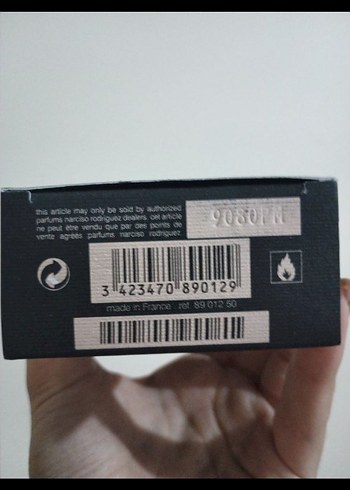 this article may only be sold by authorized
parfums narciso rodriguez dealers. cet article
ne peut être vendu que par des points de
vente agréés parfums narciso rodriguez
3 423470 890129
made in France ref. 89 012 50